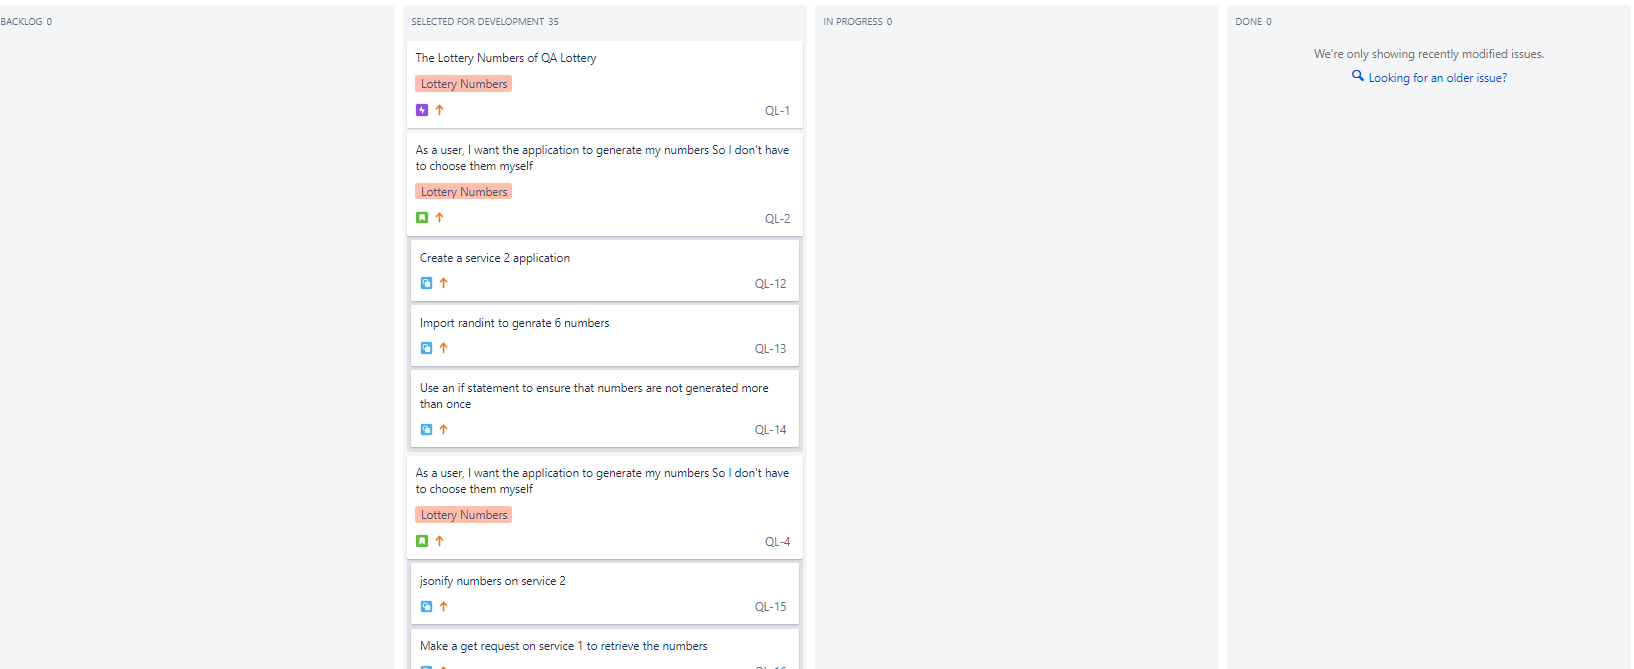 BACKLOG 0
SELECTED FOR DEVELOPMENT 35
The Lottery Numbers of QA Lottery
Lottery Numbers
QL-1
As a user, I want the application to generate my numbers So I don't have
to choose them myself
Lottery Numbers
QL-2
Create a service 2 application
QL-12
Import randint to genrate 6 numbers
QL-13
Use an if statement to ensure that numbers are not generated more
than once
QL-14
As a user, I want the application to generate my numbers So I don't have
to choose them myself
Lottery Numbers
QL-4
jsonify numbers on service 2
QL-15
Make a get request on service 1 to retrieve the numbers
IN PROGRESS 0
DONE 0
We're only showing recently modified issues.
Looking for an older issue?